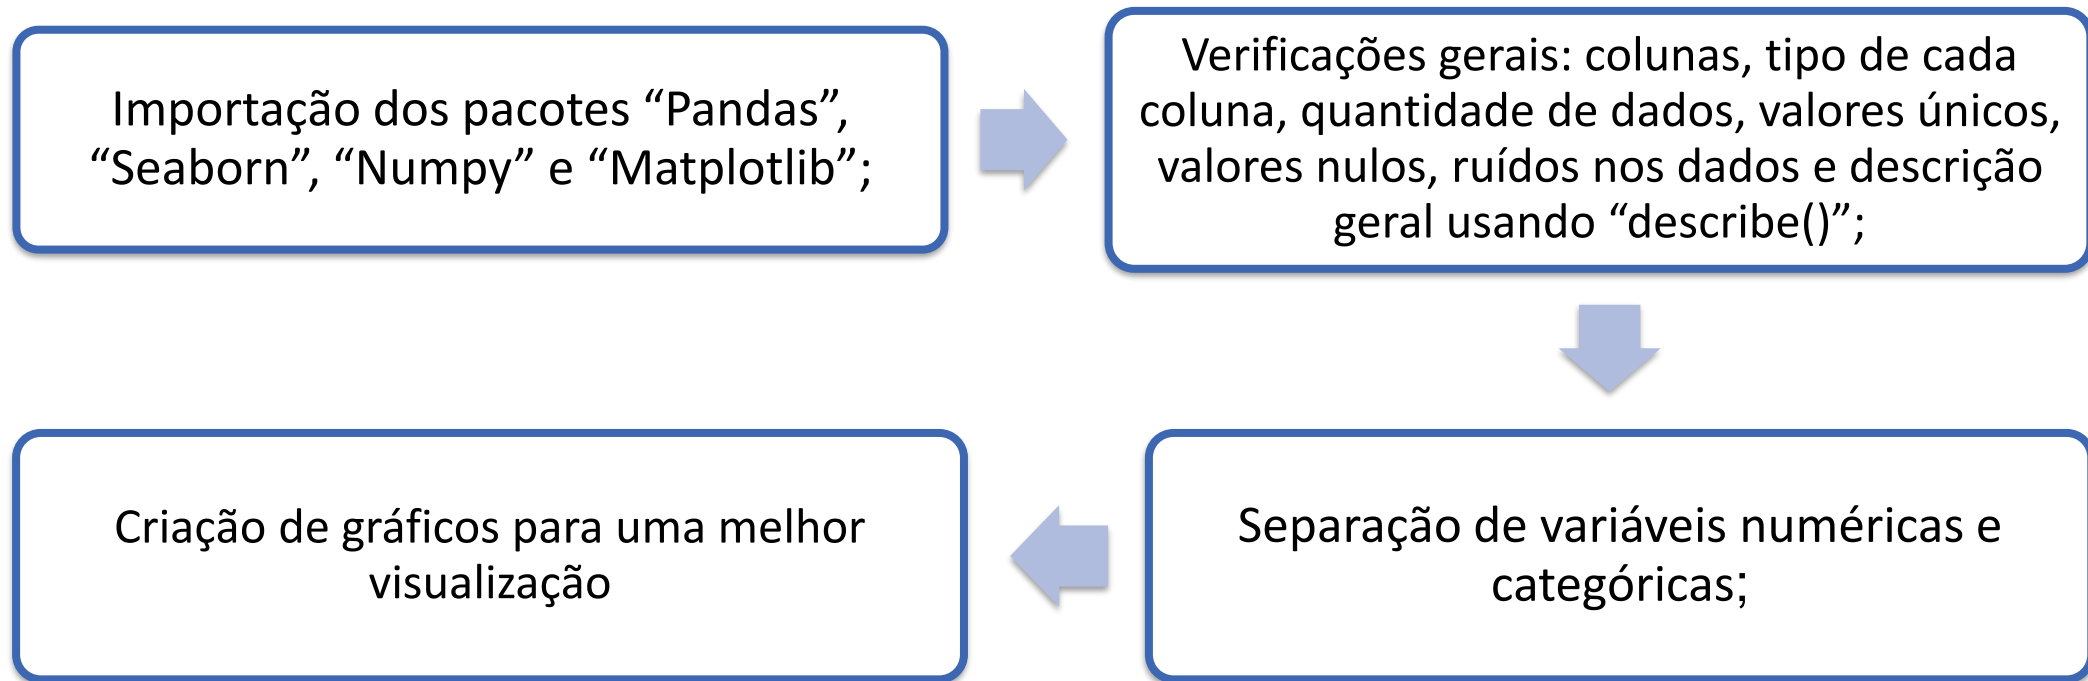 Importação dos pacotes “Pandas”,
“Seaborn”, “Numpy” e “Matplotlib”;
Verificações gerais: colunas, tipo de cada
coluna, quantidade de dados, valores únicos,
valores nulos, ruídos nos dados e descrição
geral usando “describe()”;
Separação de variáveis numéricas e
categóricas;
Criação de gráficos para uma melhor
visualização